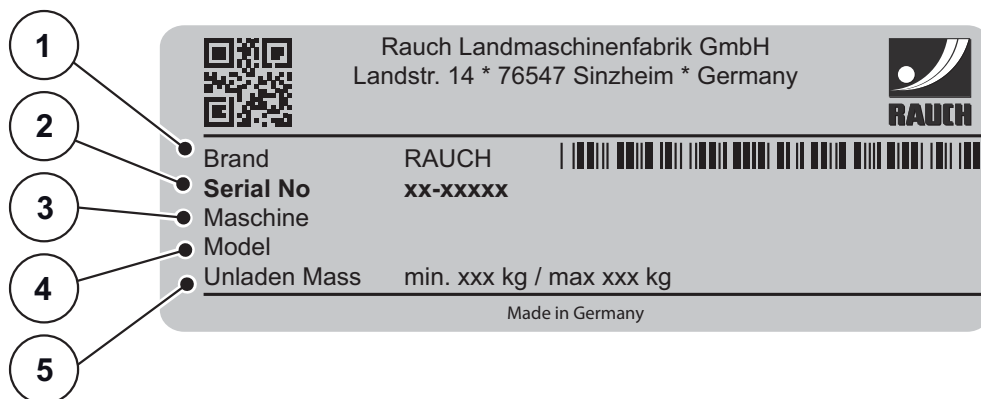 1
2
3
4
5
Rauch Landmaschinenfabrik GmbH
Landstr. 14 * 76547 Sinzheim * Germany
RAUCH
Brand RAUCH
Serial No xx-xxxxx
Maschine
Model
Unladen Mass min. xxx kg / max xxx kg
Made in Germany